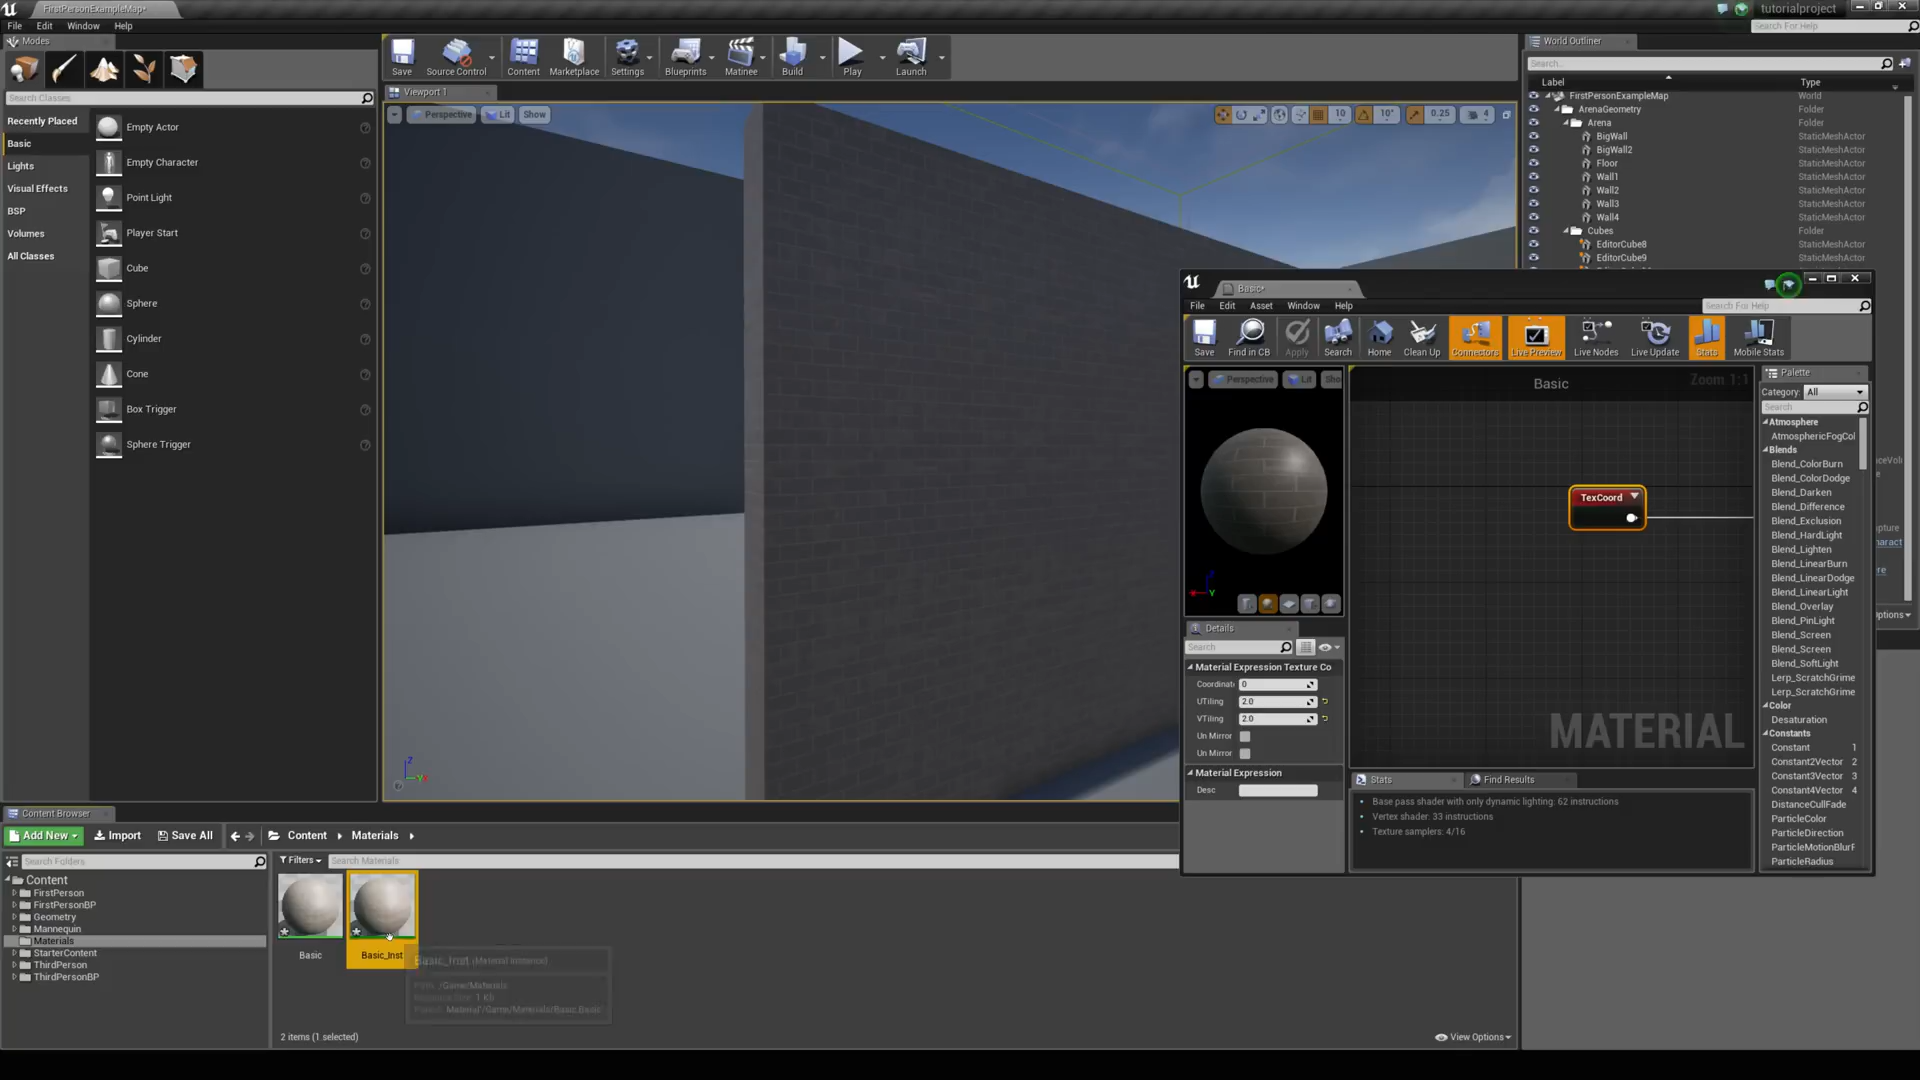 FirstPersonExampleMap*
tutorialproject
File Edit Window Help
Search For Help
Modes
Search Classes
Recently Placed
Basic
Lights
Visual Effects
BSP
Volumes
All Classes
Empty Actor
Empty Character
Point Light
Player Start
Cube
Sphere
Cylinder
Cone
Box Trigger
Sphere Trigger
Save
Source Control
Content
Marketplace
Settings
Blueprints
Matinee
Build
Play
Launch
Viewport 1
Perspective Lit Show
10 10° 0.25 4
World Outliner
Search...
Label Type
FirstPersonExampleMap World
ArenaGeometry Folder
Arena Folder
BigWall StaticMeshActor
BigWall2 StaticMeshActor
Floor StaticMeshActor
Wall1 StaticMeshActor
Wall2 StaticMeshActor
Wall3 StaticMeshActor
Wall4 StaticMeshActor
Cubes Folder
EditorCube8 StaticMeshActor
EditorCube9 StaticMeshActor
Basic*
File Edit Asset Window Help
Search For Help
Save
Find in CB
Apply
Search
Home
Clean Up
Connectors
Live Preview
Live Nodes
Live Update
Stats
Mobile Stats
Perspective Lit Sho
Basic
Zoom 1:1
TexCoord
MATERIAL
Palette
Category: All
Search
Atmosphere
AtmosphericFogCol
Blends
Blend_ColorBurn
Blend_ColorDodge
Blend_Darken
Blend_Difference
Blend_Exclusion
Blend_HardLight
Blend_Lighten
Blend_LinearBurn
Blend_LinearDodge
Blend_LinearLight
Blend_Overlay
Blend_PinLight
Blend_Screen
Blend_Screen
Blend_SoftLight
Lerp_ScratchGrime
Lerp_ScratchGrime
Color
Desaturation
Constants
Constant 1
Constant2Vector 2
Constant3Vector 3
Constant4Vector 4
DistanceCullFade
ParticleColor
ParticleDirection
ParticleMotionBlurF
ParticleRadius
Details
Search
Material Expression Texture Co
Coordinat 0
UTiling 2.0
VTiling 2.0
Un Mirror
Un Mirror
Material Expression
Desc
Stats
Find Results
Base pass shader with only dynamic lighting: 62 instructions
Vertex shader: 33 instructions
Texture samplers: 4/16
ceVol
pture
haract
re
ptions
Content Browser
Add New Import Save All Content Materials
Search Folders
Filters Search Materials
Content
FirstPerson
FirstPersonBP
Geometry
Mannequin
Materials
StarterContent
ThirdPerson
ThirdPersonBP
Basic
Basic_Inst
Basic_Inst (Material Instance)
Path: /Game/Materials
Resource Size: 1 Kb
Parent: Material'/Game/Materials/Basic.Basic
2 items (1 selected)
View Options